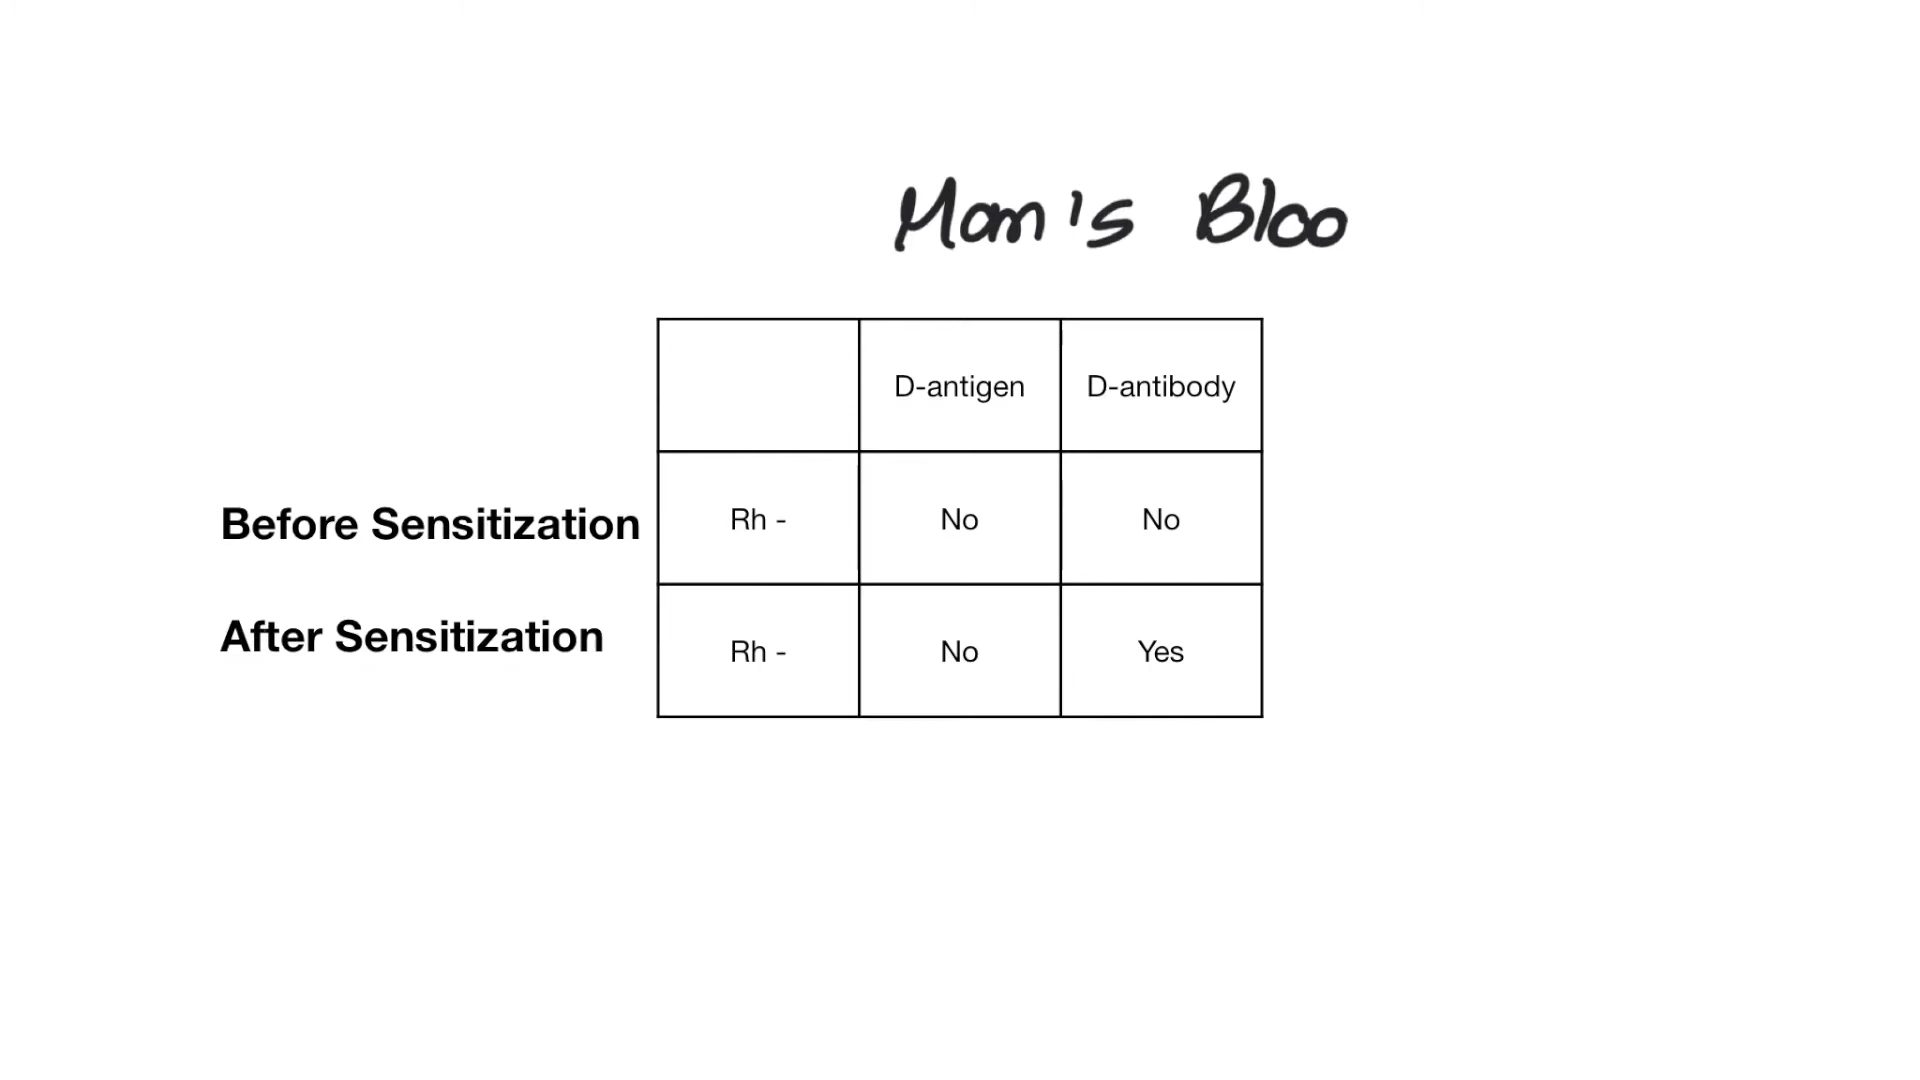 Mom's Bloo
D-antigen D-antibody
Before Sensitization Rh - No No
After Sensitization Rh - No Yes